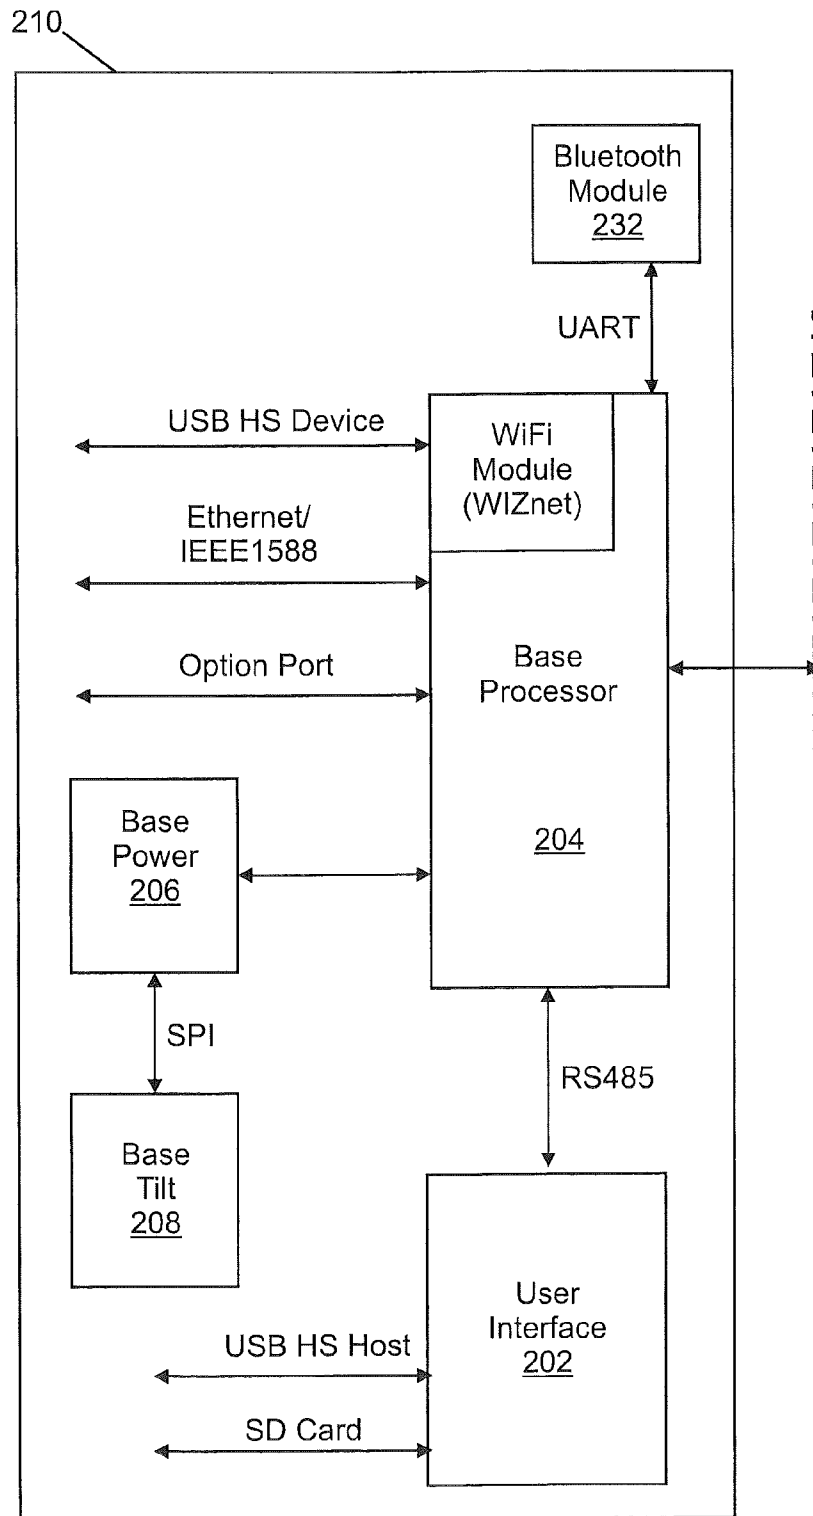 210
Bluetooth
Module
232
UART
USB HS Device
WiFi
Module
(WIZnet)
Ethernet/
IEEE1588
Option Port
Base
Processor
204
Base
Power
206
SPI
RS485
Base
Tilt
208
User
Interface
202
USB HS Host
SD Card